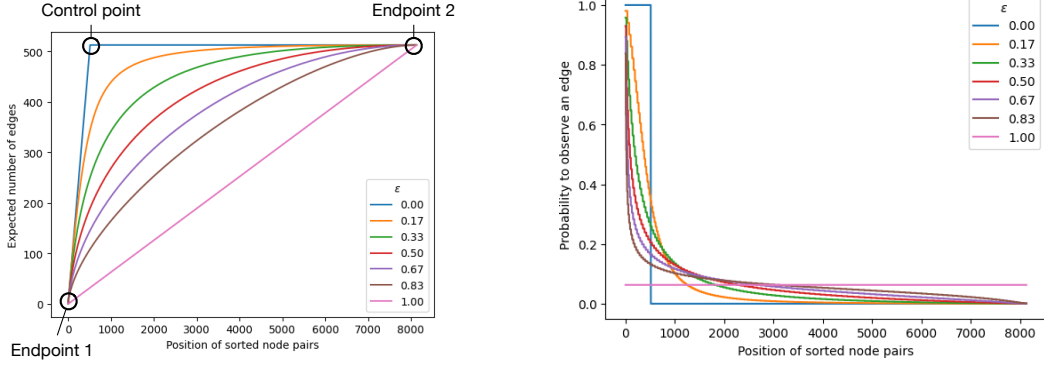 Control point
Endpoint 2
Expected number of edges
500
400
300
200
100
0
ε
0.00
0.17
0.33
0.50
0.67
0.83
1.00
0 1000 2000 3000 4000 5000 6000 7000 8000
Position of sorted node pairs
Endpoint 1
Probability to observe an edge
1.0
0.8
0.6
0.4
0.2
0.0
ε
0.00
0.17
0.33
0.50
0.67
0.83
1.00
0 1000 2000 3000 4000 5000 6000 7000 8000
Position of sorted node pairs